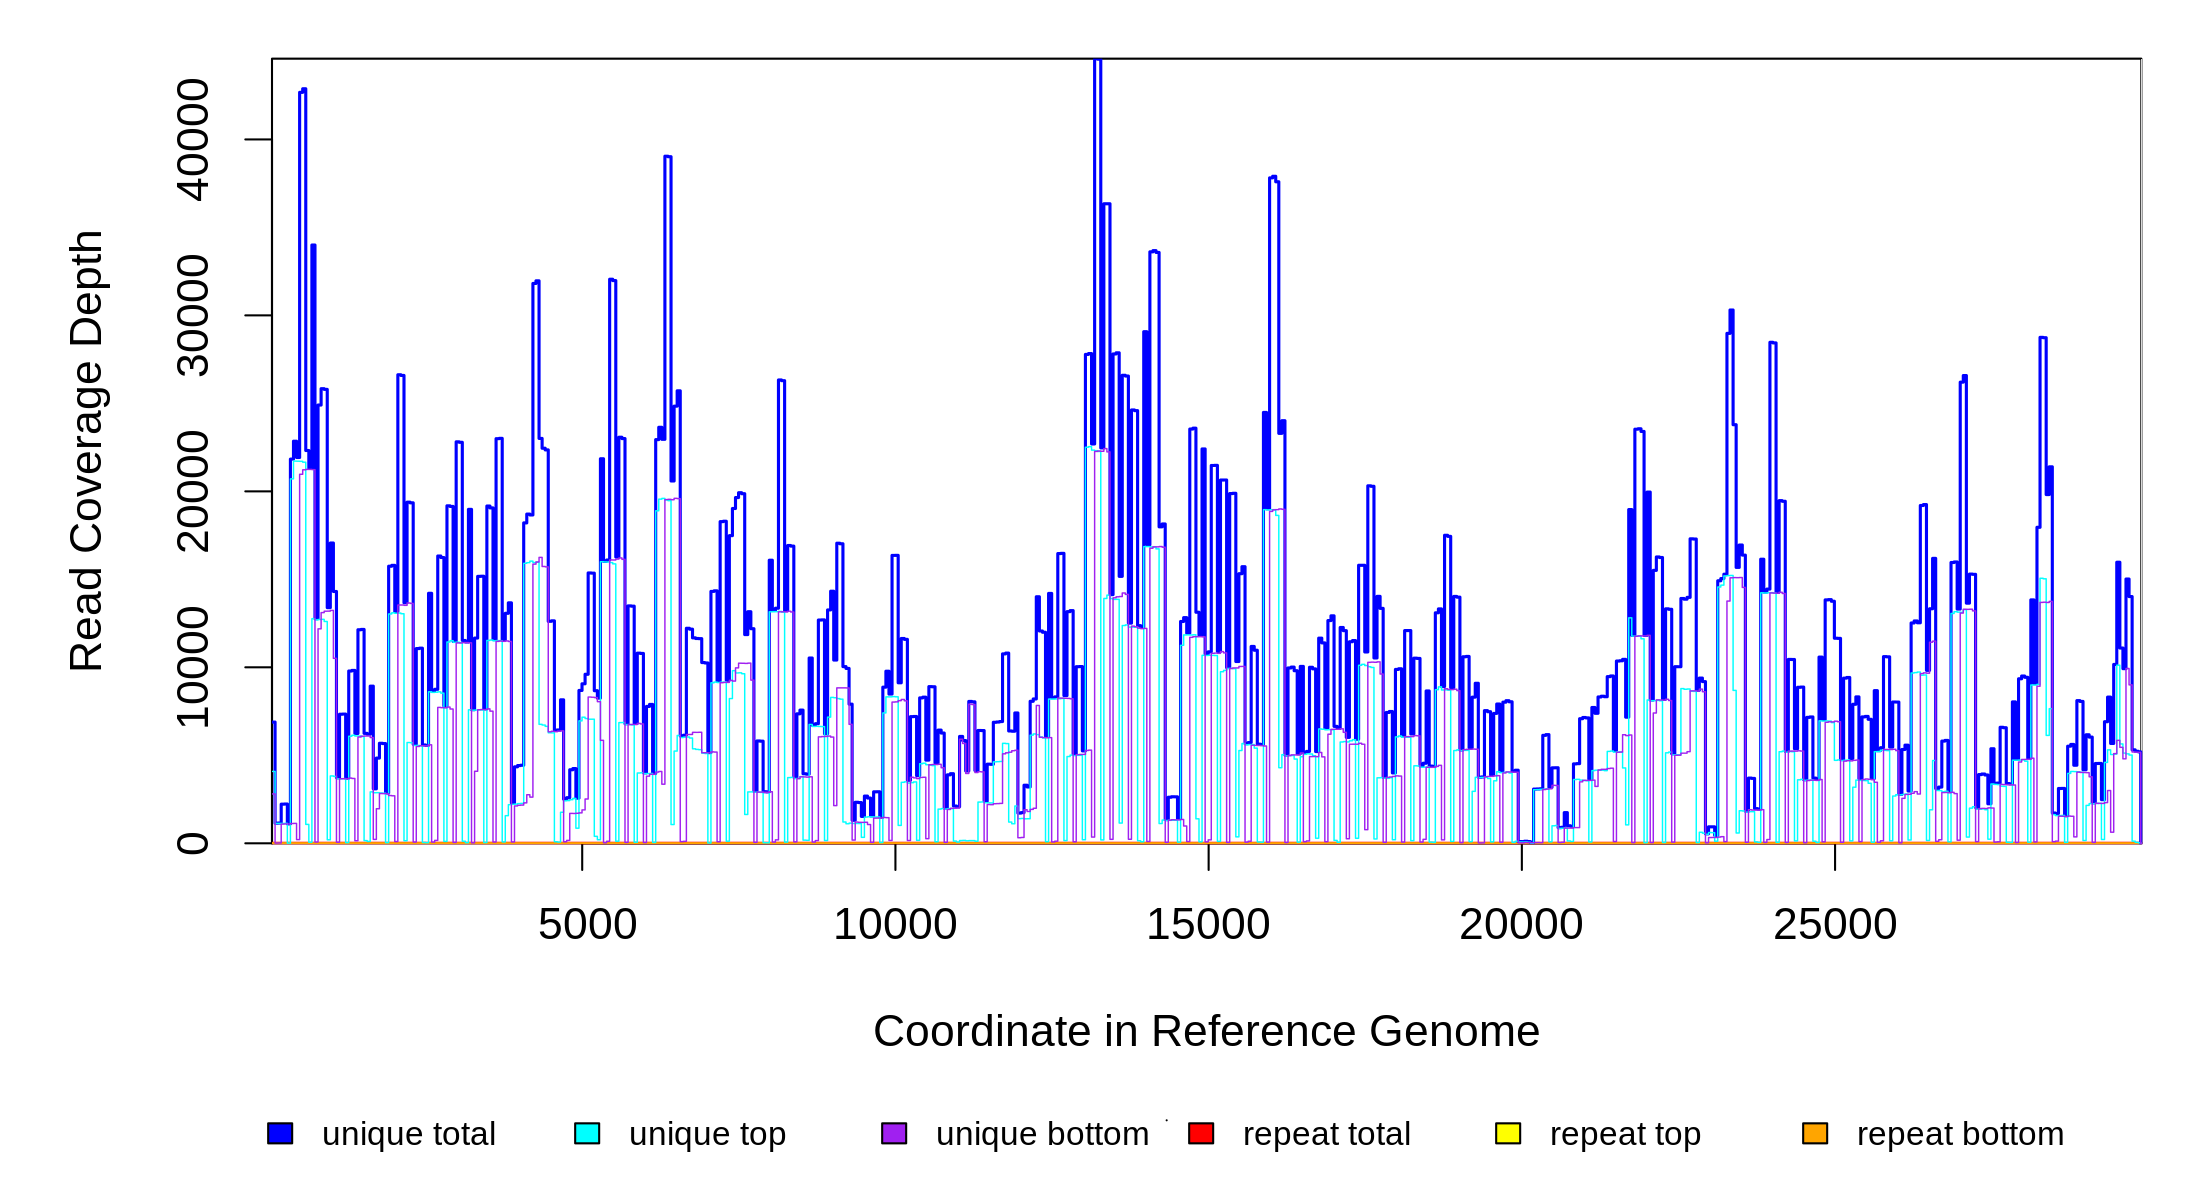 40000
30000
20000
10000
0
Read Coverage Depth
5000 10000 15000 20000 25000
Coordinate in Reference Genome
unique total unique top unique bottom repeat total repeat top repeat bottom